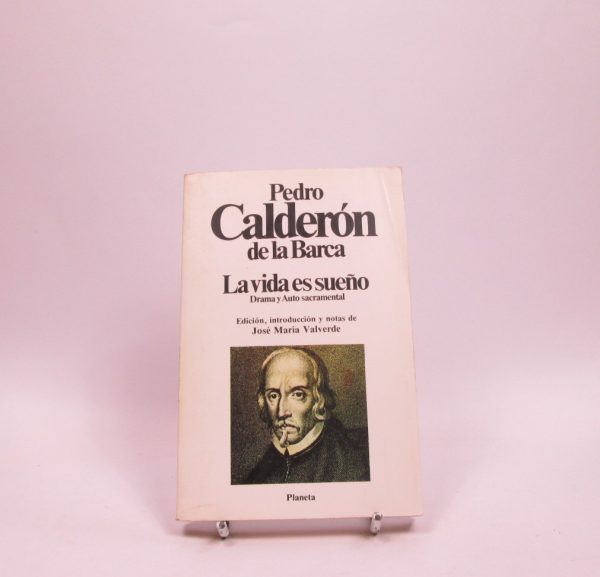 Pedro
Calderón
de la Barca
La vida es sueño
Drama y Auto sacramental
Edición, introducción y notas de
José María Valverde
Planeta